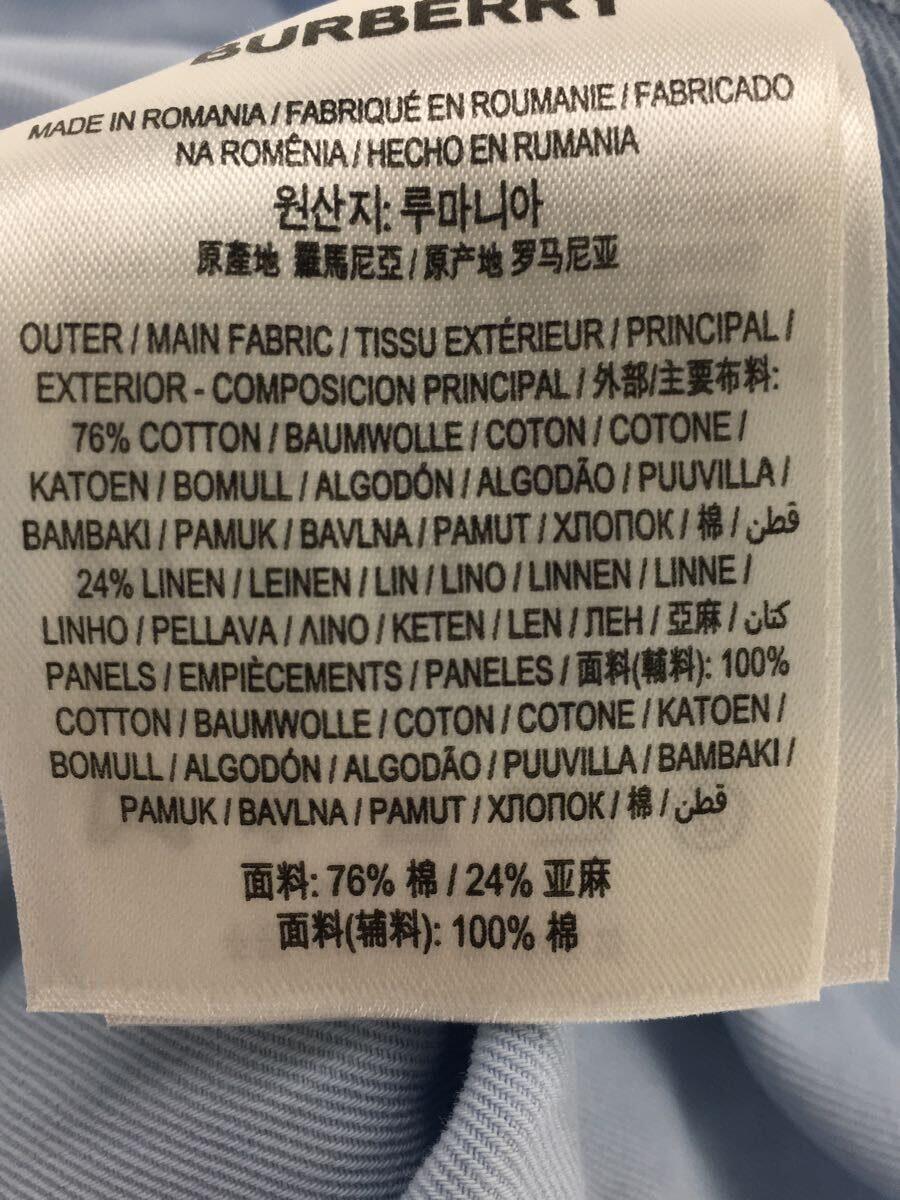 BURBERRY
MADE IN ROMANIA / FABRIQUÉ EN ROUMANIE / FABRICADO
NA ROMÊNIA / HECHO EN RUMANIA
원산지: 루마니아
原產地 羅馬尼亞 / 原产地 罗马尼亚
OUTER / MAIN FABRIC / TISSU EXTÉRIEUR / PRINCIPAL /
EXTERIOR - COMPOSICION PRINCIPAL / 外部/主要布料:
76% COTTON / BAUMWOLLE / COTON / COTONE /
KATOEN / BOMULL / ALGODÓN / ALGODÃO / PUUVILLA /
BAMBAKI / PAMUK / BAVLNA / PAMUT / ХЛОПОК / 棉 / قطن
24% LINEN / LEINEN / LIN / LINO / LINNEN / LINNE /
LINHO / PELLAVA / ΛΙΝΟ / KETEN / LEN / ЛЕН / 亞麻 / كتان
PANELS / EMPIÈCEMENTS / PANELES / 面料(輔料): 100%
COTTON / BAUMWOLLE / COTON / COTONE / KATOEN /
BOMULL / ALGODÓN / ALGODÃO / PUUVILLA / BAMBAKI /
PAMUK / BAVLNA / PAMUT / ХЛОПОК / 棉 / قطن
面料: 76% 棉 / 24% 亚麻
面料(辅料): 100% 棉